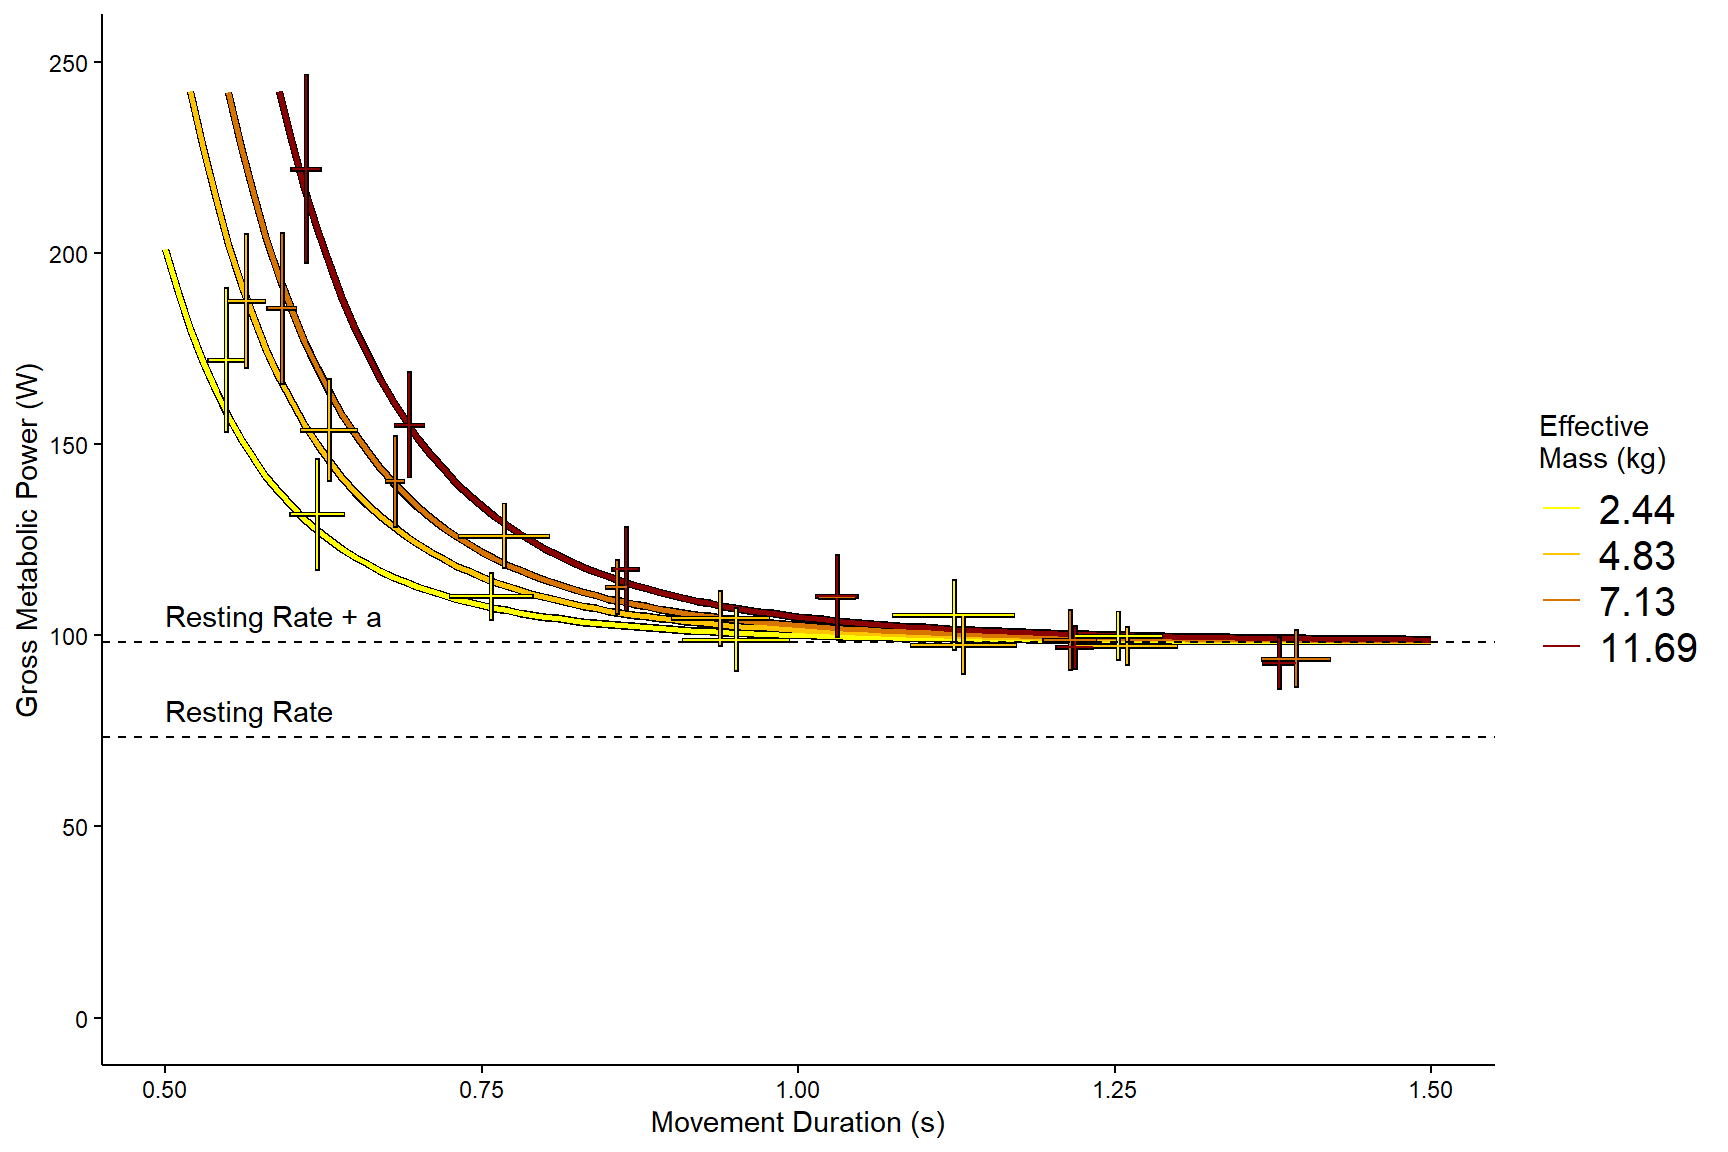 250
200
150
100
50
0
Gross Metabolic Power (W)
Resting Rate + a
Resting Rate
0.50 0.75 1.00 1.25 1.50
Movement Duration (s)
Effective
Mass (kg)
2.44
4.83
7.13
11.69